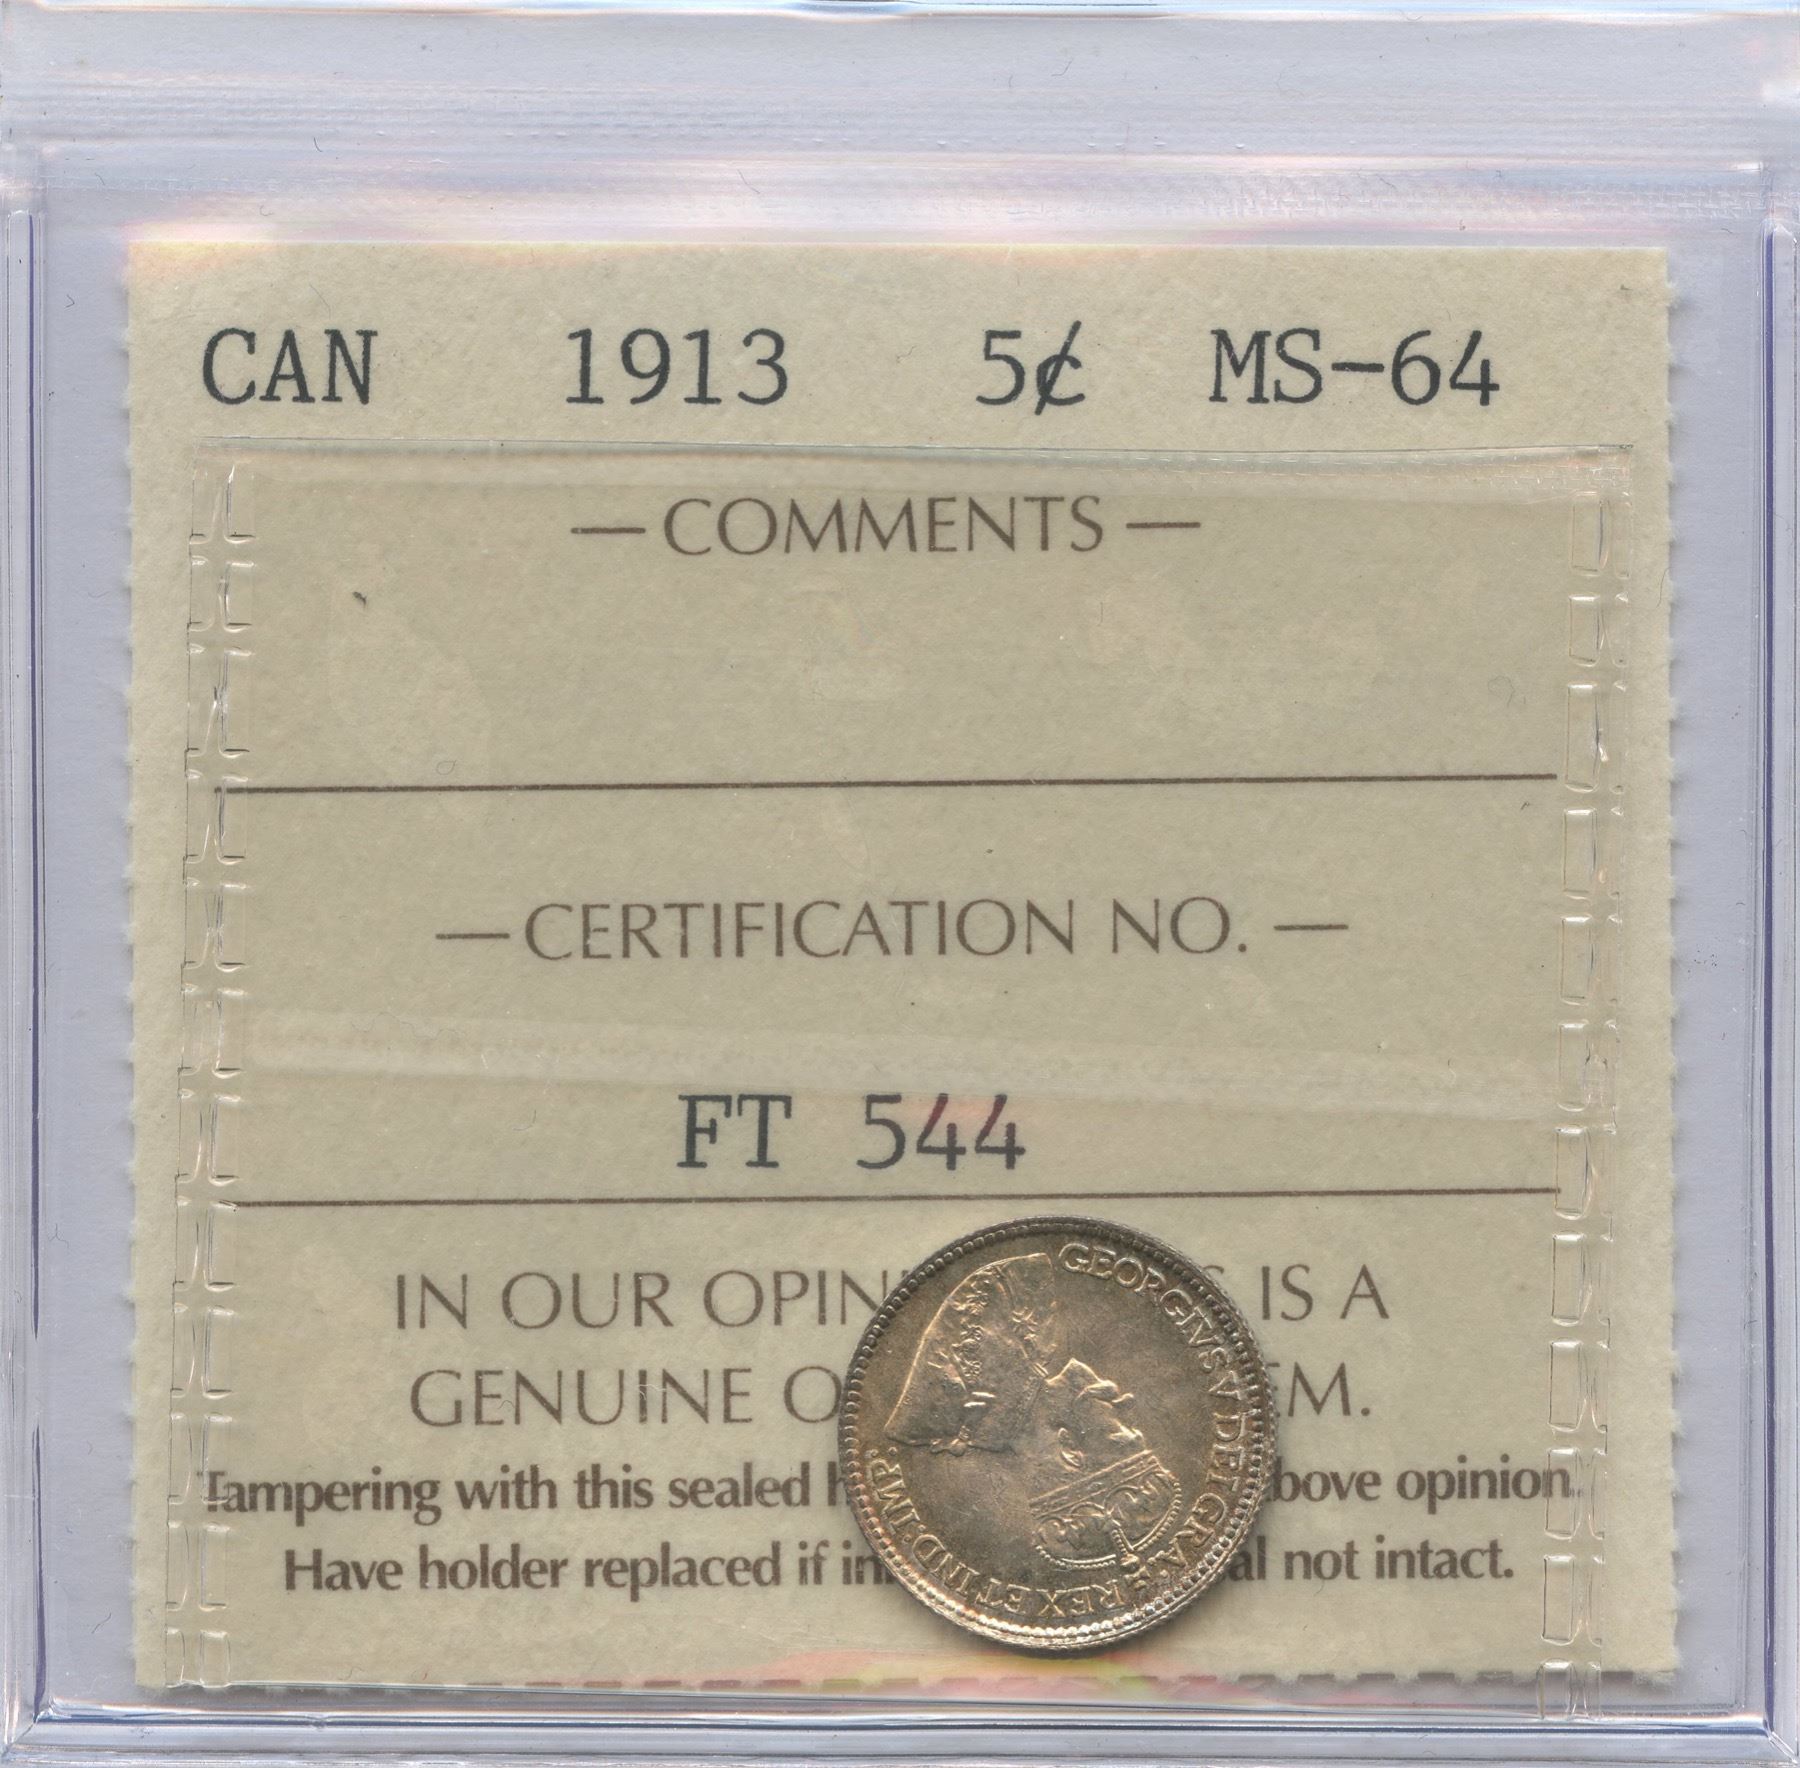 CAN 1913 5¢ MS-64
— COMMENTS —
— CERTIFICATION NO. —
FT 544
IN OUR OPIN IS A
GENUINE O EM.
Tampering with this sealed h bove opinion.
Have holder replaced if in al not intact.
GEORGIVS V DEI GRA: REX ET IND: IMP: